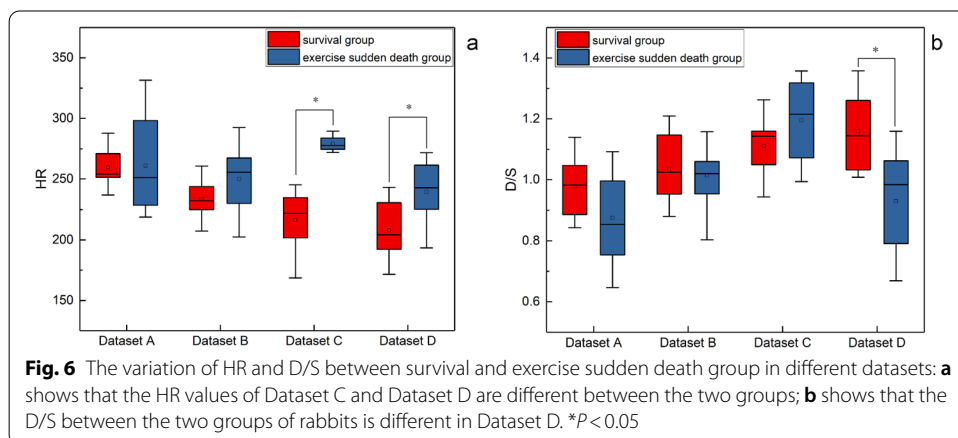 survival group
exercise sudden death group
a
*
*
HR
350
300
250
200
150
Dataset A Dataset B Dataset C Dataset D
survival group
exercise sudden death group
b
*
D/S
1.4
1.2
1.0
0.8
0.6
Dataset A Dataset B Dataset C Dataset D
Fig. 6 The variation of HR and D/S between survival and exercise sudden death group in different datasets: a
shows that the HR values of Dataset C and Dataset D are different between the two groups; b shows that the
D/S between the two groups of rabbits is different in Dataset D. *P < 0.05